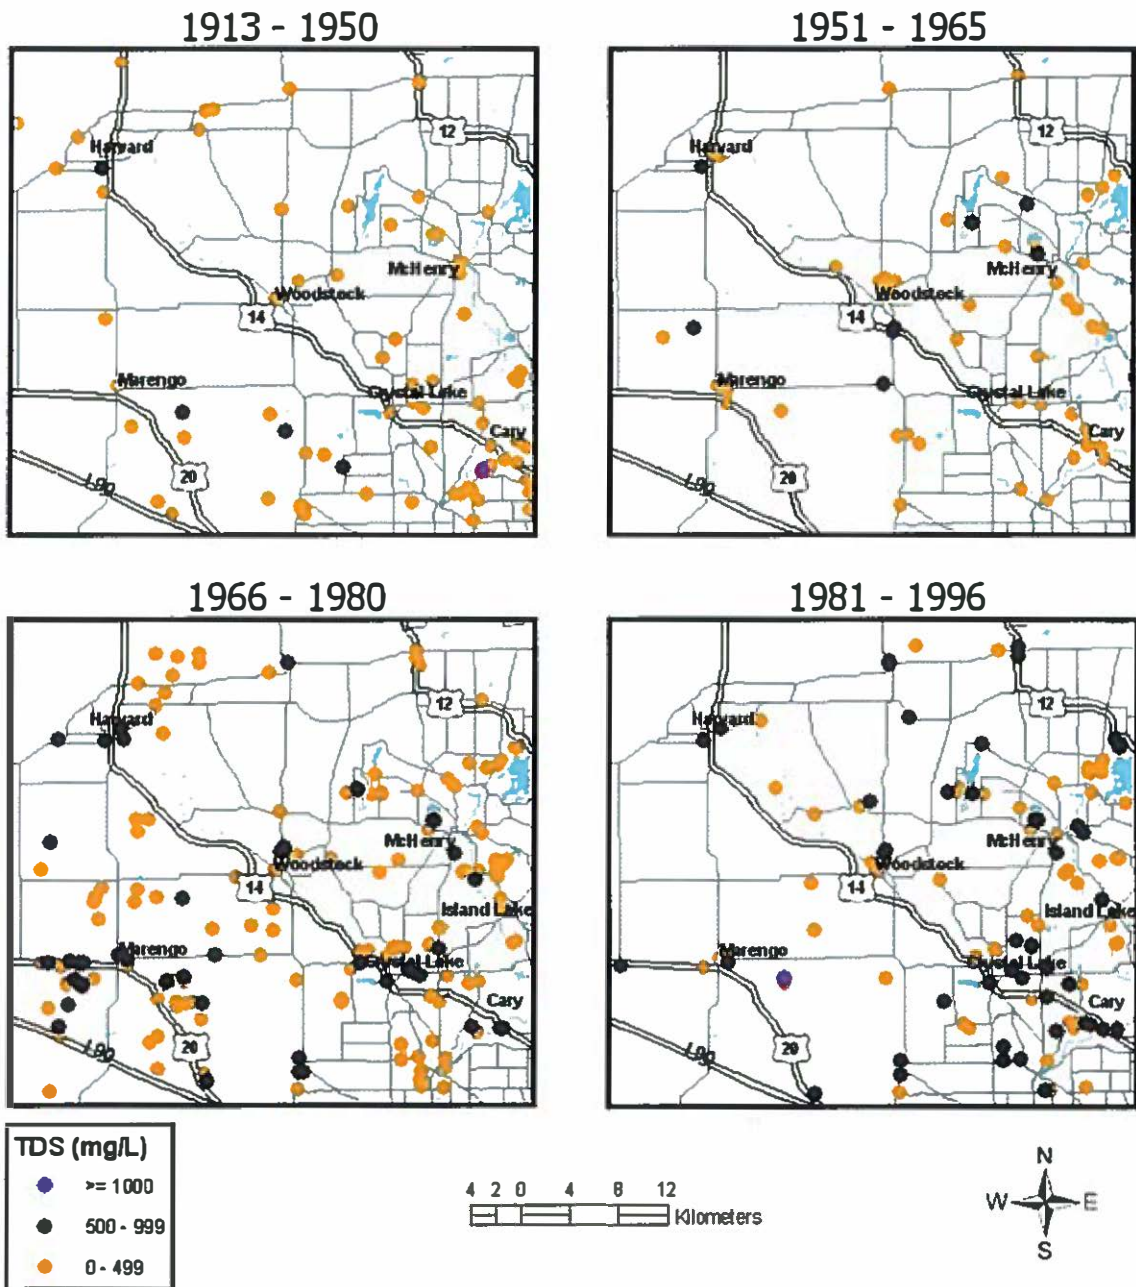 1913 - 1950
12
Harvard
McHenry
Woodstock
14
Marengo
Crystal Lake
Cary
20
I-90
1951 - 1965
12
Harvard
McHenry
Woodstock
14
Marengo
Crystal Lake
Cary
20
I-90
1966 - 1980
12
Harvard
McHenry
Woodstock
14
Island Lake
Marengo
Crystal Lake
Cary
20
I-90
1981 - 1996
12
Harvard
McHenry
Woodstock
14
Island Lake
Marengo
Crystal Lake
Cary
20
I-90
TDS (mg/L)
>= 1000
500 - 999
0 - 499
4 2 0 4 8 12
Kilometers
N
W E
S